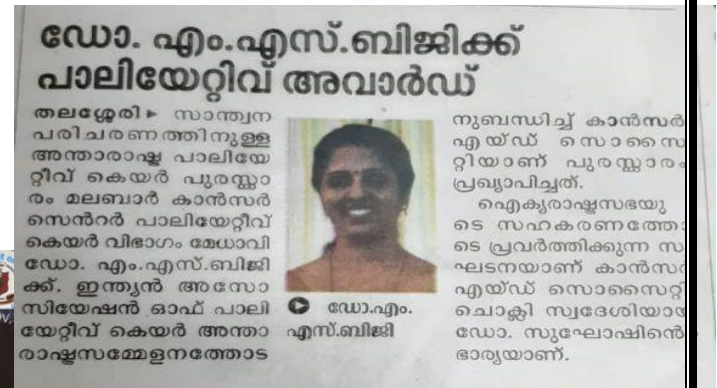 ഡോ. എം.എസ്.ബിജിക്ക്
പാലിയേറ്റിവ് അവാർഡ്
തലശ്ശേരി ▸ സാന്ത്വന
പരിചരണത്തിനുള്ള
അന്താരാഷ്ട്ര പാലിയേ
റ്റീവ് കെയർ പുരസ്കാ
രം മലബാർ കാൻസർ
സെൻറർ പാലിയേറ്റീവ്
കെയർ വിഭാഗം മേധാവി
ഡോ. എം.എസ്.ബിജി
ക്ക്. ഇന്ത്യൻ അസോ
സിയേഷൻ ഓഫ് പാലി
യേറ്റീവ് കെയർ അന്താ
രാഷ്ട്രസമ്മേളനത്തോട
ഡോ.എം.
എസ്.ബിജി
നുബന്ധിച്ച് കാൻസർ
എയ്ഡ് സൊസൈ
റ്റിയാണ് പുരസ്കാരം
പ്രഖ്യാപിച്ചത്.
ഐക്യരാഷ്ട്രസഭയു
ടെ സഹകരണത്തോ
ടെ പ്രവർത്തിക്കുന്ന സ
ഘടനയാണ് കാൻസർ
എയ്ഡ് സൊസൈറ്റി
ചൊക്ലി സ്വദേശിയായ
ഡോ. സുഘോഷിൻെ
ഭാര്യയാണ്.